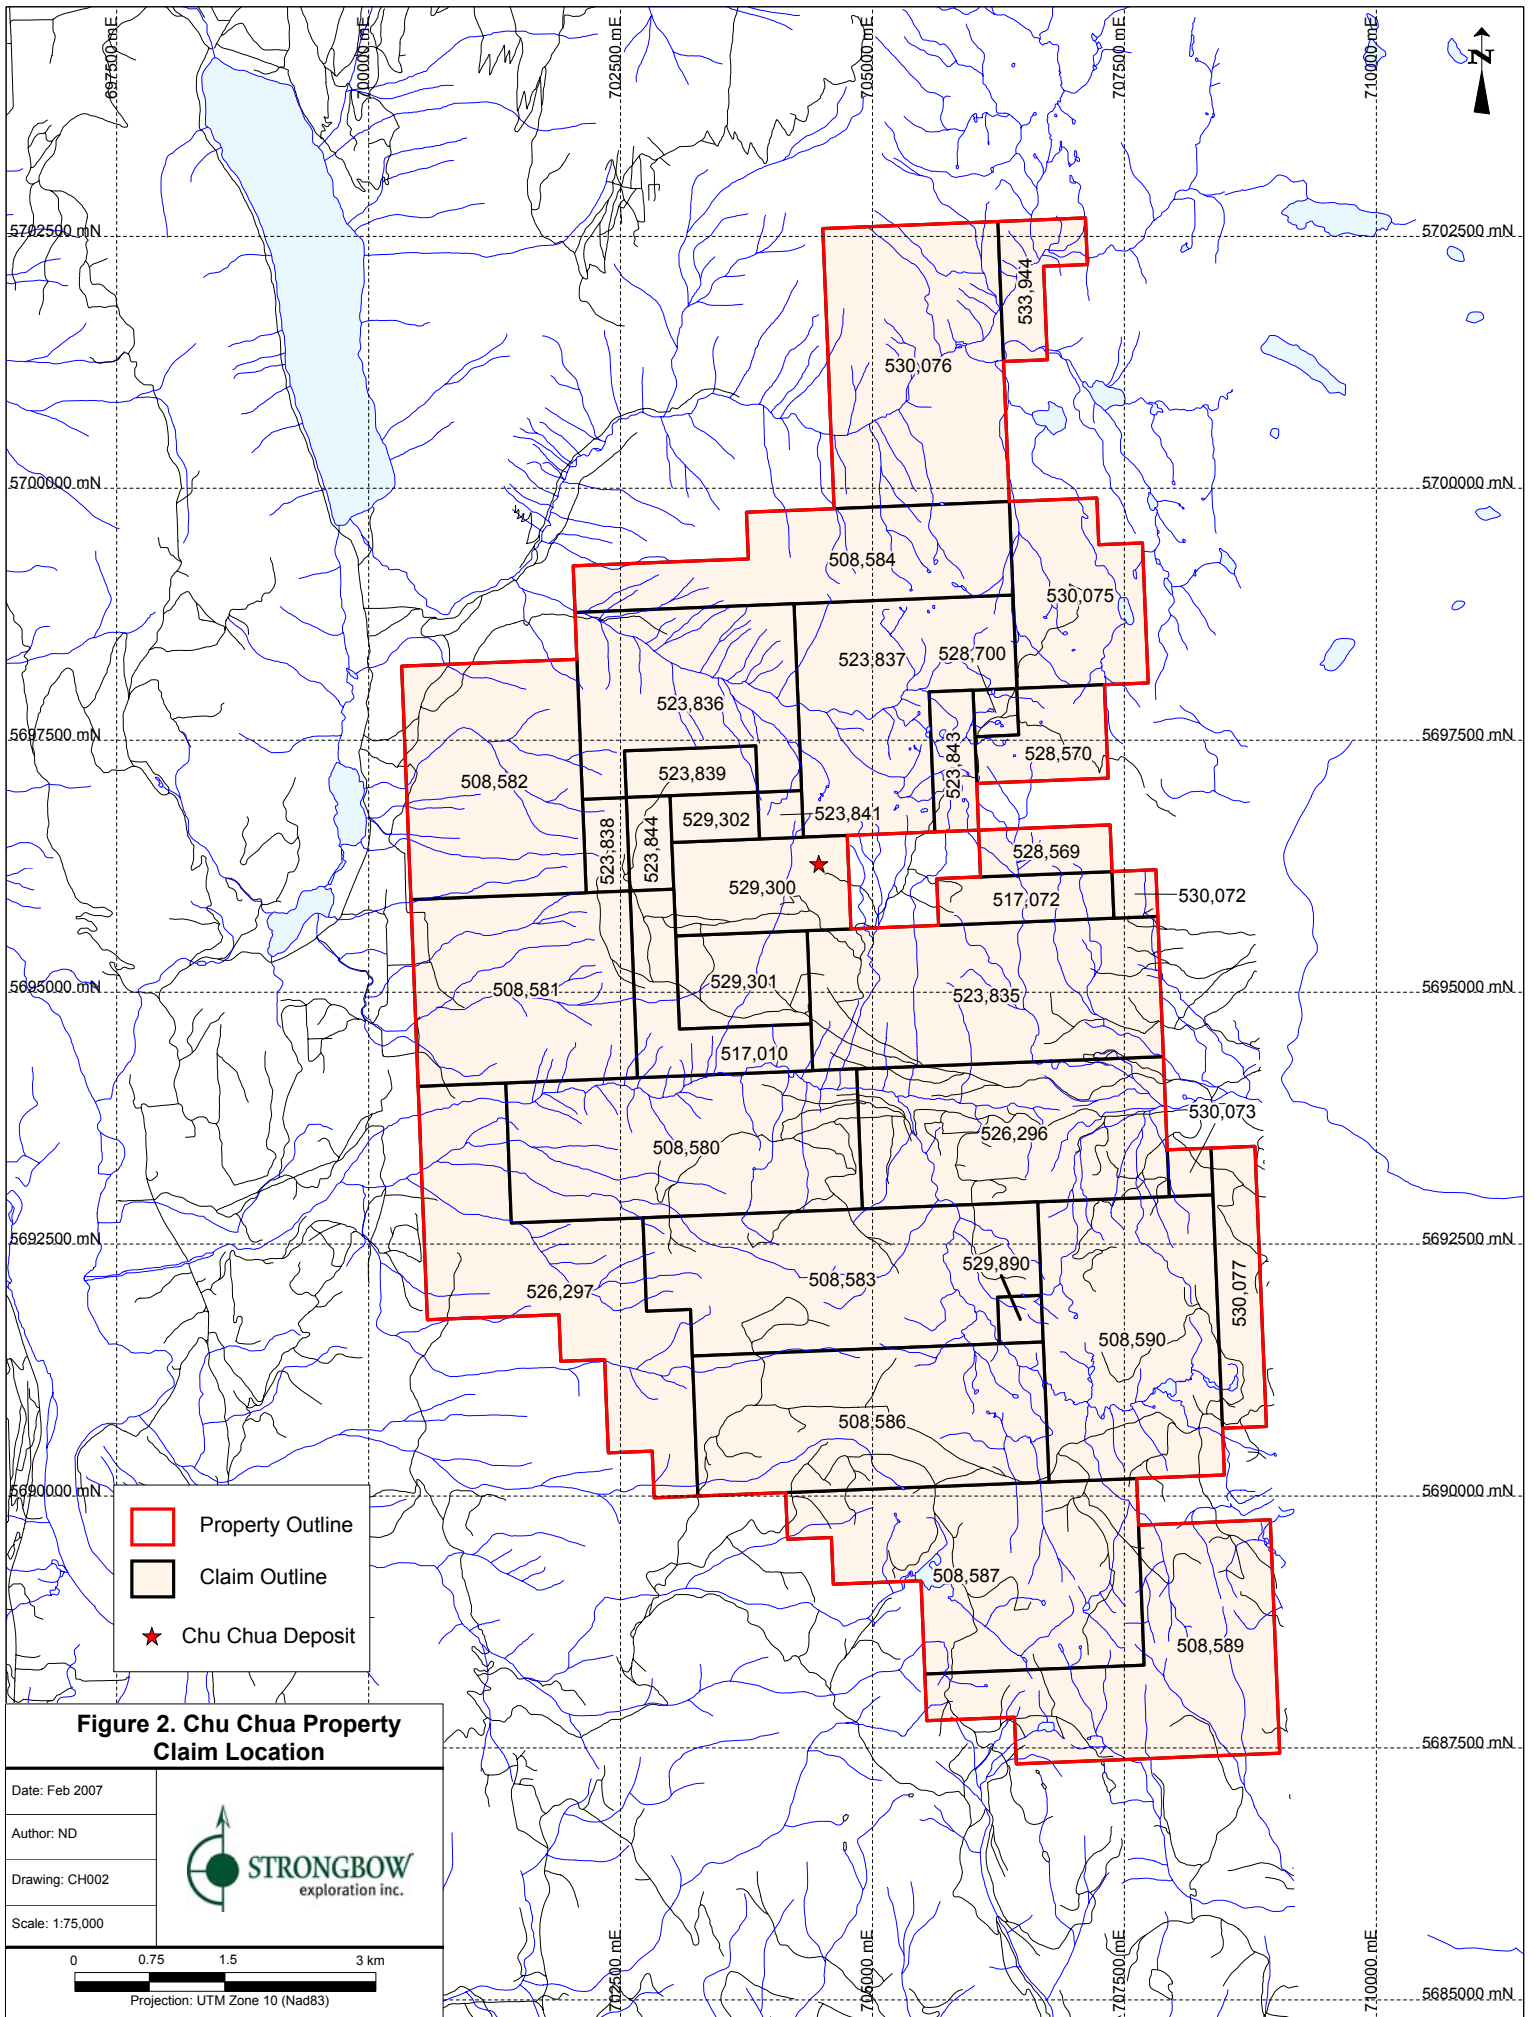 697500 mE
700000 mE
702500 mE
705000 mE
707500 mE
710000 mE
N
5702500 mN
5702500 mN
533,944
530,076
5700000 mN
5700000 mN
508,584
530,075
523,837
528,700
523,836
5697500 mN
5697500 mN
528,570
523,843
508,582
523,839
523,841
529,302
523,838
523,844
528,569
529,300
517,072
530,072
529,301
5695000 mN
5695000 mN
508,581
523,835
517,010
530,073
526,296
508,580
5692500 mN
5692500 mN
529,890
508,583
526,297
530,077
508,590
508,586
5690000 mN
5690000 mN
Property Outline
Claim Outline
Chu Chua Deposit
508,587
508,589
5687500 mN
Figure 2. Chu Chua Property
Claim Location
Date: Feb 2007
Author: ND
Drawing: CH002
Scale: 1:75,000
STRONGBOW
exploration inc.
0 0.75 1.5 3 km
Projection: UTM Zone 10 (Nad83)
702500 mE
705000 mE
707500 mE
710000 mE
5685000 mN